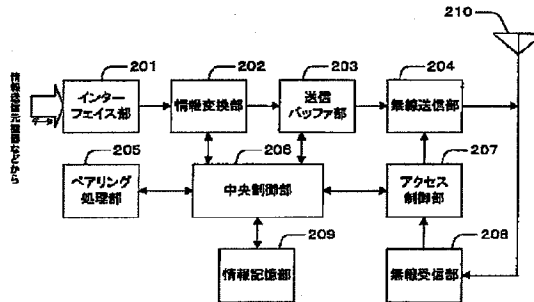 210
201
202
203
204
インター
フェイス部
情報変換部
送信
バッファ部
無線送信部
データ
205
206
207
ペアリング
処理部
中央制御部
アクセス
制御部
209
208
情報記憶部
無線受信部